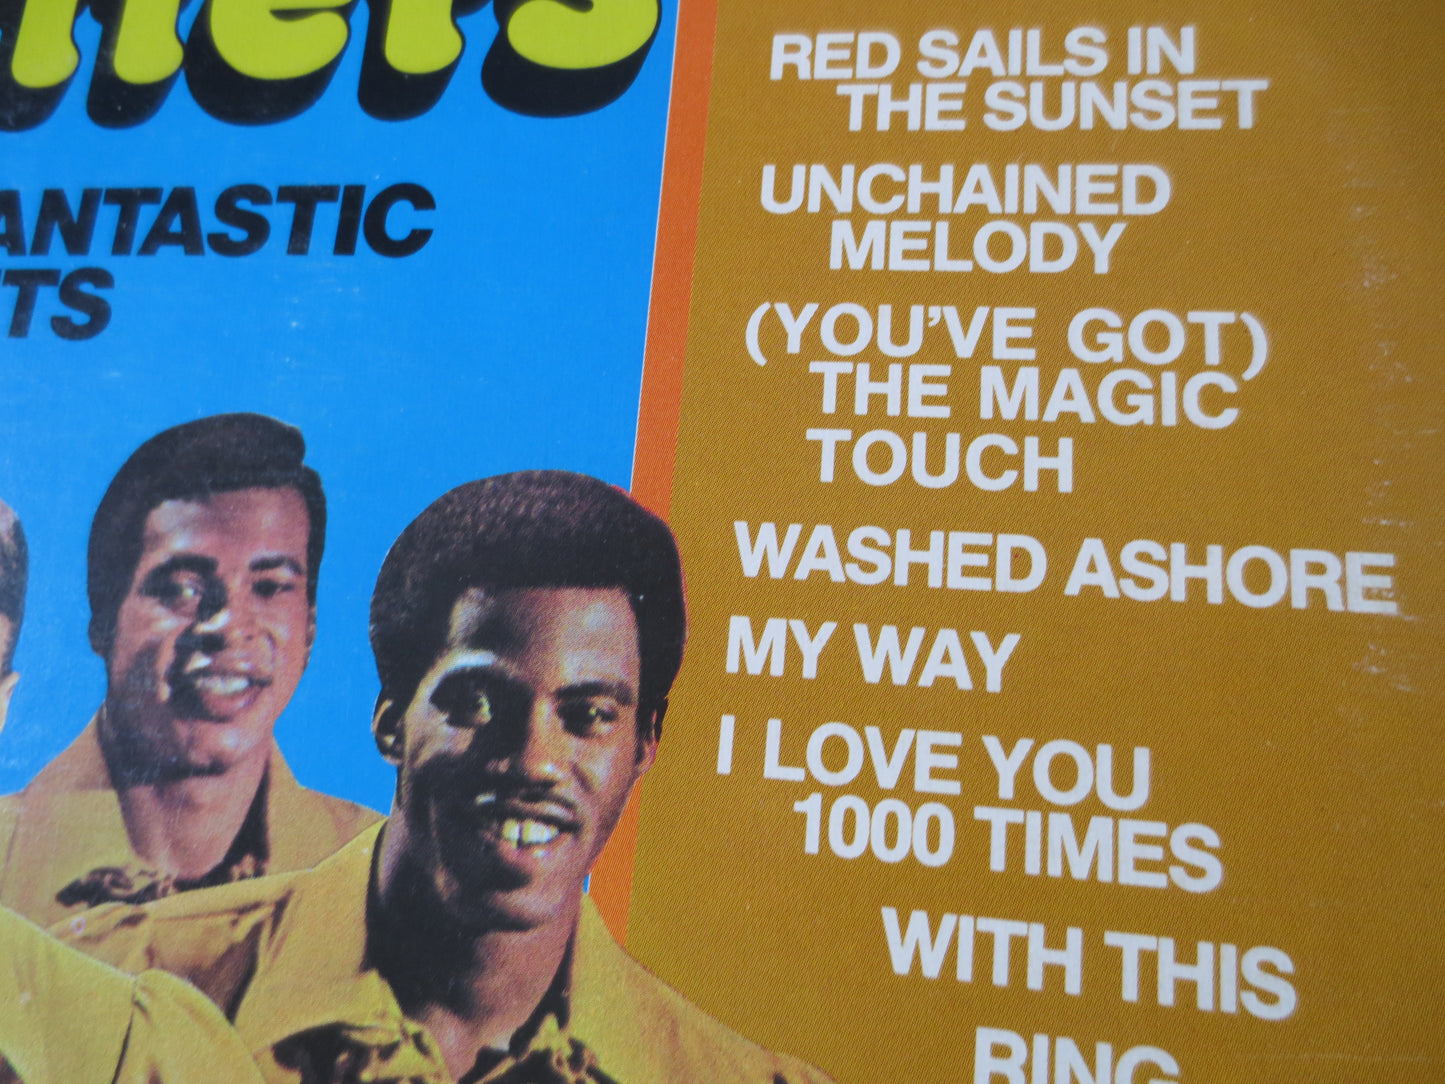 ANTASTIC
TS
RED SAILS IN
THE SUNSET
UNCHAINED
MELODY
(YOU'VE GOT)
THE MAGIC
TOUCH
WASHED ASHORE
MY WAY
I LOVE YOU
1000 TIMES
WITH THIS
RING